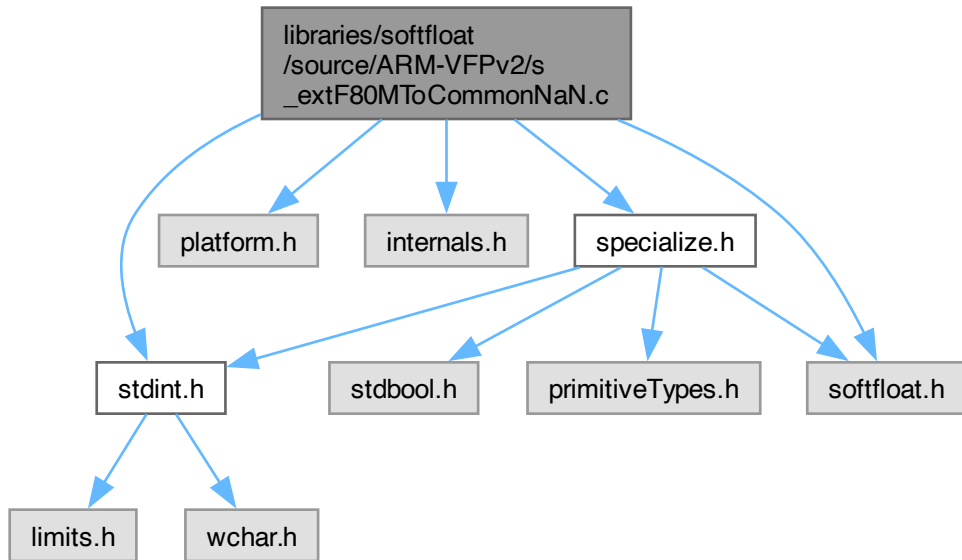 libraries/softfloat
/source/ARM-VFPv2/s
_extF80MToCommonNaN.c
platform.h
internals.h
specialize.h
stdint.h
stdbool.h
primitiveTypes.h
softfloat.h
limits.h
wchar.h